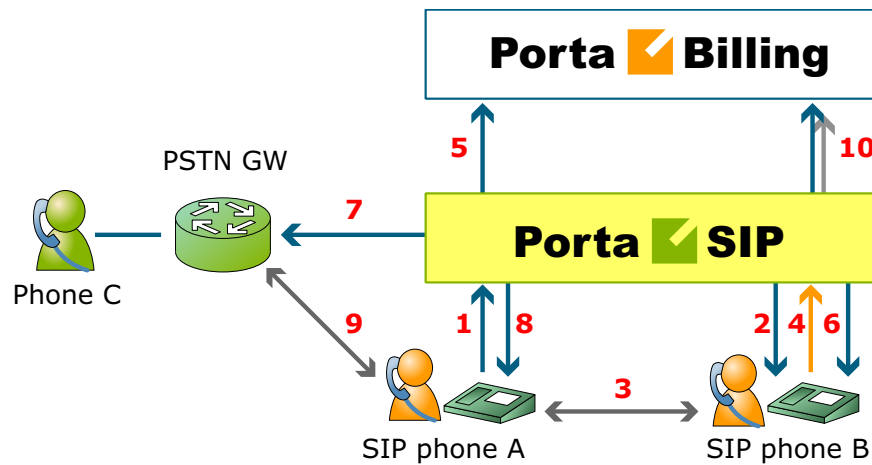 Porta Billing
5
10
PSTN GW
7
Porta SIP
Phone C
9
1
8
2
4
6
3
SIP phone A
SIP phone B